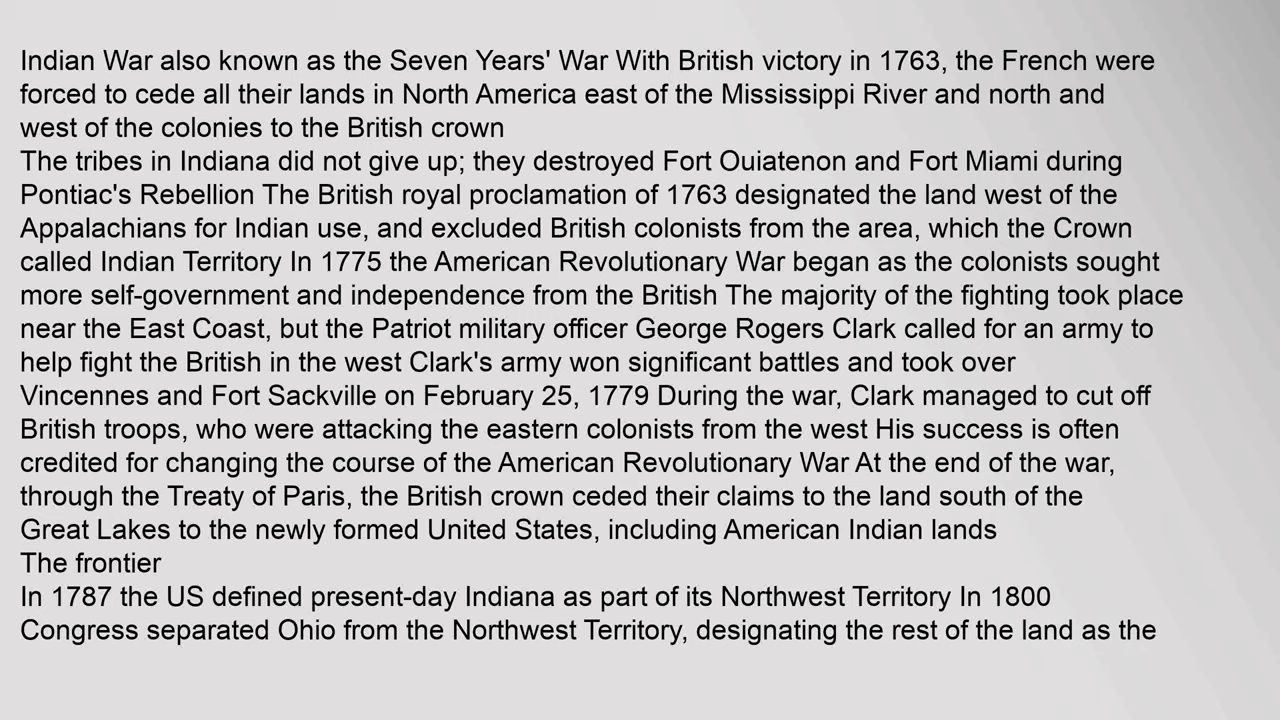 Indian War also known as the Seven Years' War With British victory in 1763, the French were
forced to cede all their lands in North America east of the Mississippi River and north and
west of the colonies to the British crown
The tribes in Indiana did not give up; they destroyed Fort Ouiatenon and Fort Miami during
Pontiac's Rebellion The British royal proclamation of 1763 designated the land west of the
Appalachians for Indian use, and excluded British colonists from the area, which the Crown
called Indian Territory In 1775 the American Revolutionary War began as the colonists sought
more self-government and independence from the British The majority of the fighting took place
near the East Coast, but the Patriot military officer George Rogers Clark called for an army to
help fight the British in the west Clark's army won significant battles and took over
Vincennes and Fort Sackville on February 25, 1779 During the war, Clark managed to cut off
British troops, who were attacking the eastern colonists from the west His success is often
credited for changing the course of the American Revolutionary War At the end of the war,
through the Treaty of Paris, the British crown ceded their claims to the land south of the
Great Lakes to the newly formed United States, including American Indian lands
The frontier
In 1787 the US defined present-day Indiana as part of its Northwest Territory In 1800
Congress separated Ohio from the Northwest Territory, designating the rest of the land as the